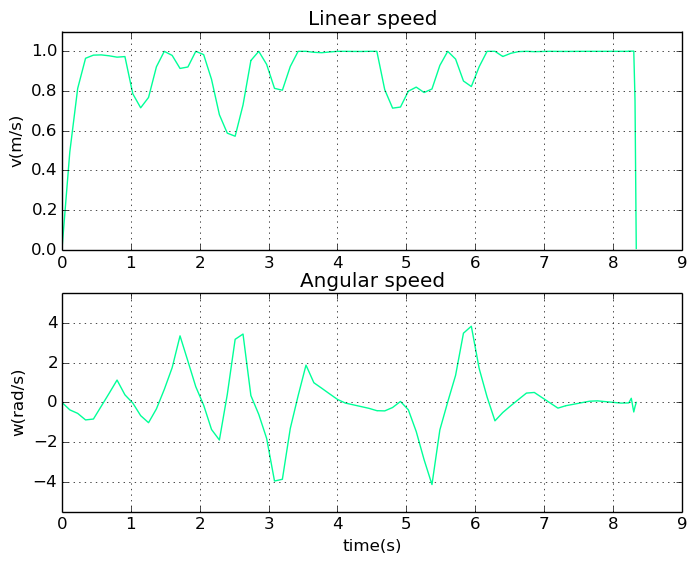 Linear speed
1.0
0.8
0.6
0.4
0.2
0.0
v(m/s)
0 1 2 3 4 5 6 7 8 9
Angular speed
4
2
0
−2
−4
w(rad/s)
0 1 2 3 4 5 6 7 8 9
time(s)